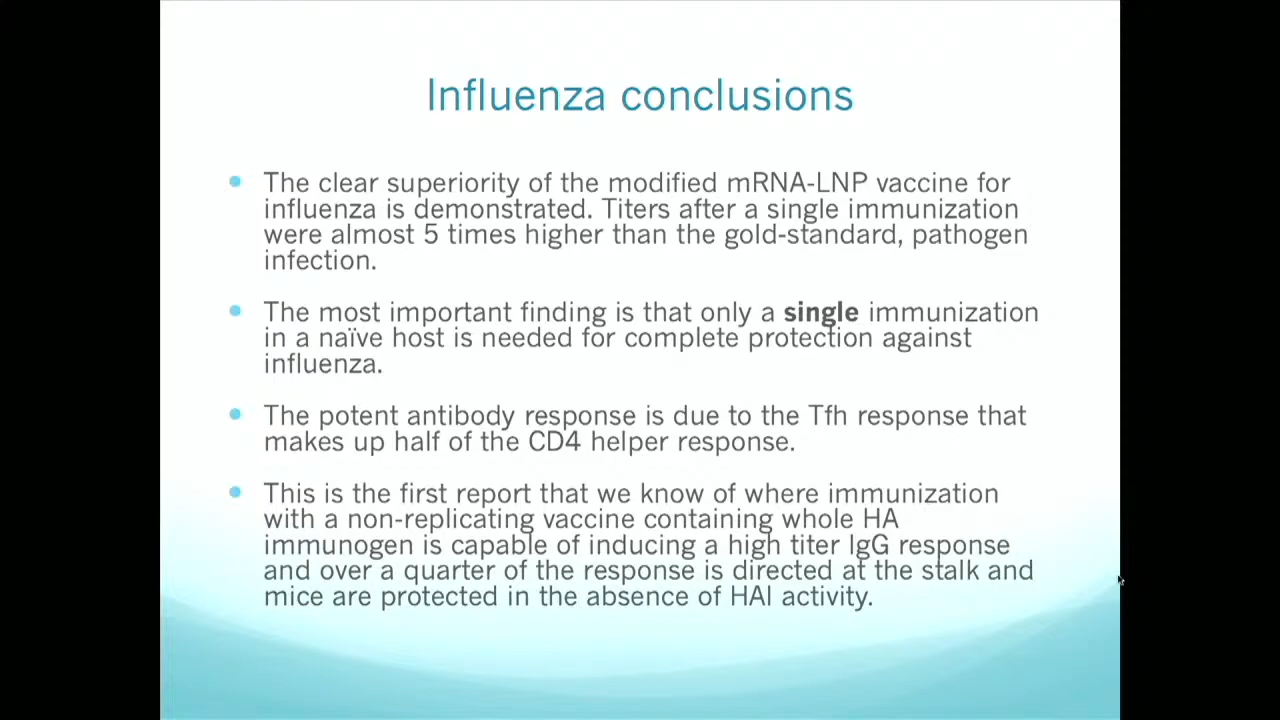 Influenza conclusions
The clear superiority of the modified mRNA-LNP vaccine for
influenza is demonstrated. Titers after a single immunization
were almost 5 times higher than the gold-standard, pathogen
infection.
The most important finding is that only a single immunization
in a naïve host is needed for complete protection against
influenza.
The potent antibody response is due to the Tfh response that
makes up half of the CD4 helper response.
This is the first report that we know of where immunization
with a non-replicating vaccine containing whole HA
immunogen is capable of inducing a high titer IgG response
and over a quarter of the response is directed at the stalk and
mice are protected in the absence of HAI activity.